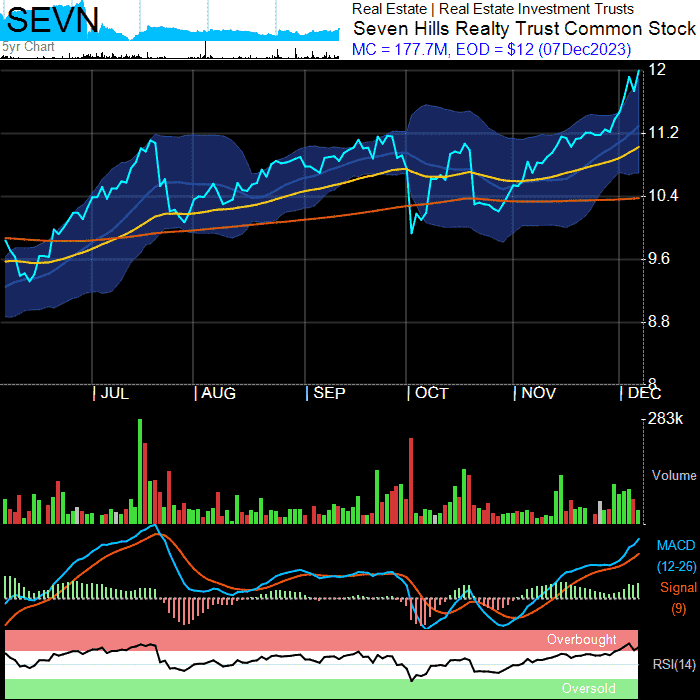 SEVN
5yr Chart
Real Estate | Real Estate Investment Trusts
Seven Hills Realty Trust Common Stock
MC = 177.7M, EOD = $12 (07Dec2023)
12
11.2
10.4
9.6
8.8
8
JUL AUG SEP OCT NOV DEC
283k
Volume
MACD
(12-26)
Signal
(9)
Overbought
RSI(14)
Oversold